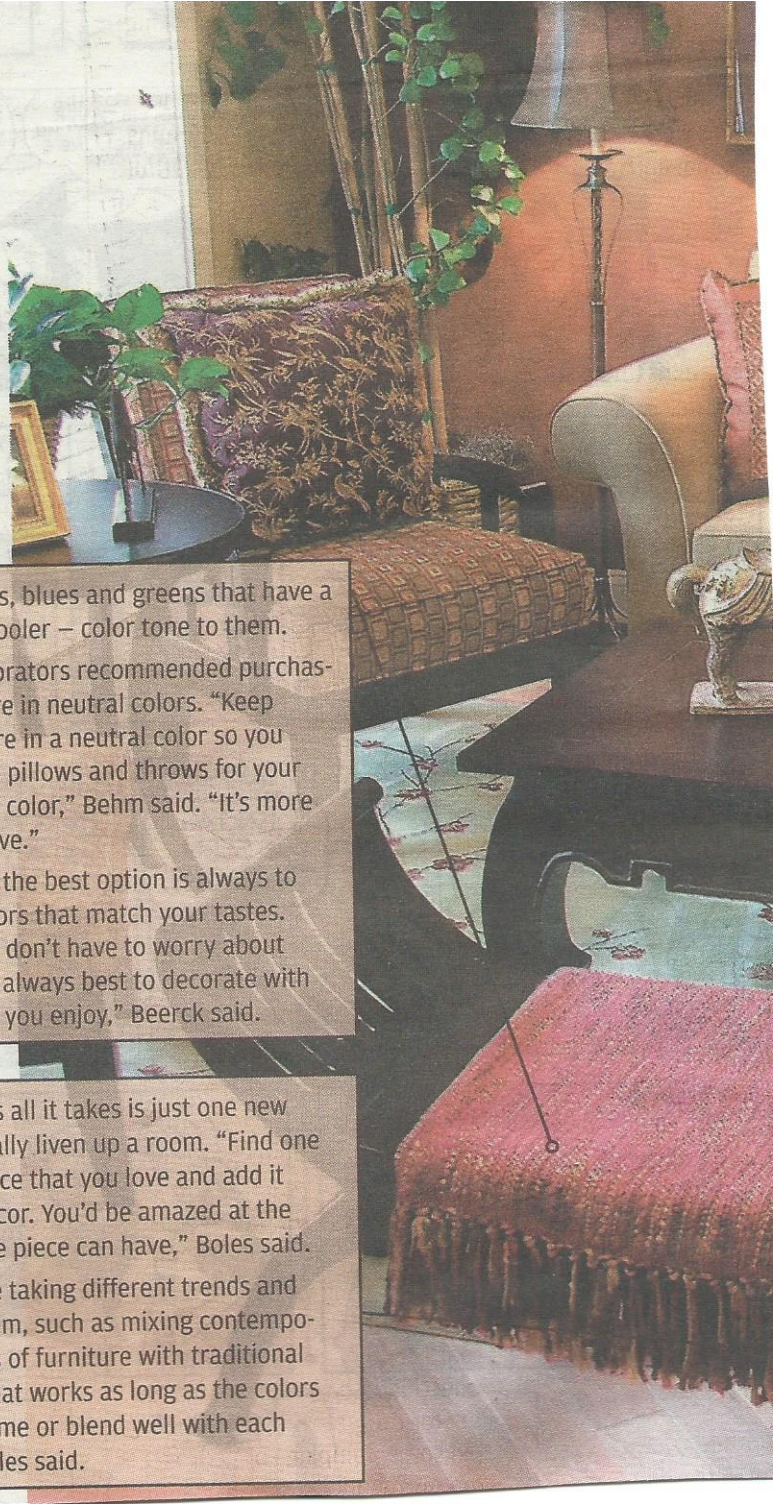 s, blues and greens that have a
ooler — color tone to them.
orators recommended purchas-
e in neutral colors. “Keep
re in a neutral color so you
pillows and throws for your
color,” Behm said. “It’s more
ve.”
the best option is always to
ors that match your tastes.
don’t have to worry about
always best to decorate with
you enjoy,” Beerck said.
s all it takes is just one new
ally liven up a room. “Find one
ce that you love and add it
cor. You’d be amazed at the
e piece can have,” Boles said.
e taking different trends and
m, such as mixing contempo-
of furniture with traditional
at works as long as the colors
me or blend well with each
les said.